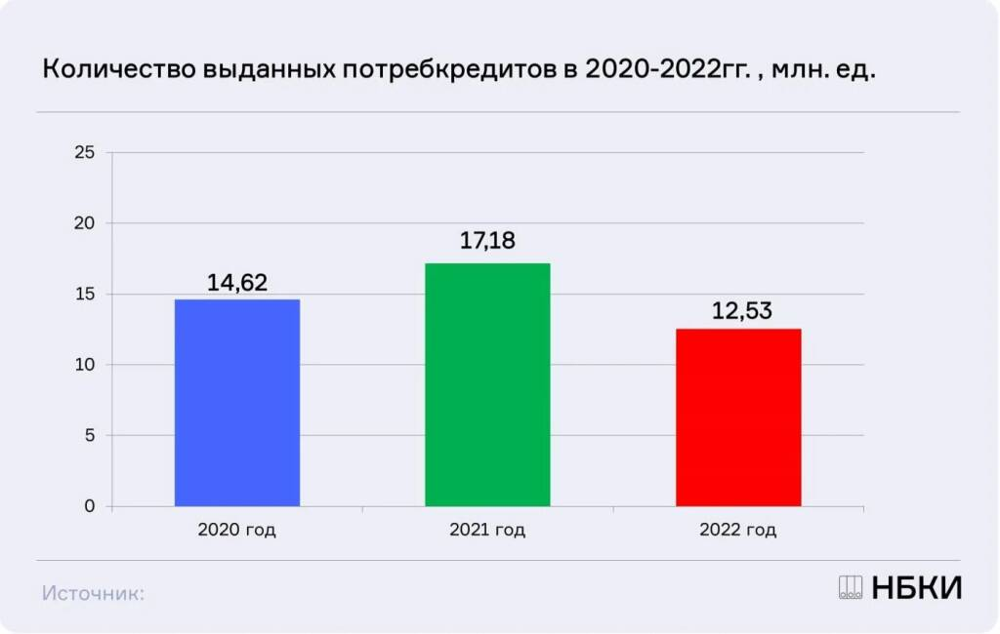 Количество выданных потребкредитов в 2020-2022гг. , млн. ед.
25
20
15
10
5
0
14,62
17,18
12,53
2020 год
2021 год
2022 год
Источник:
НБКИ